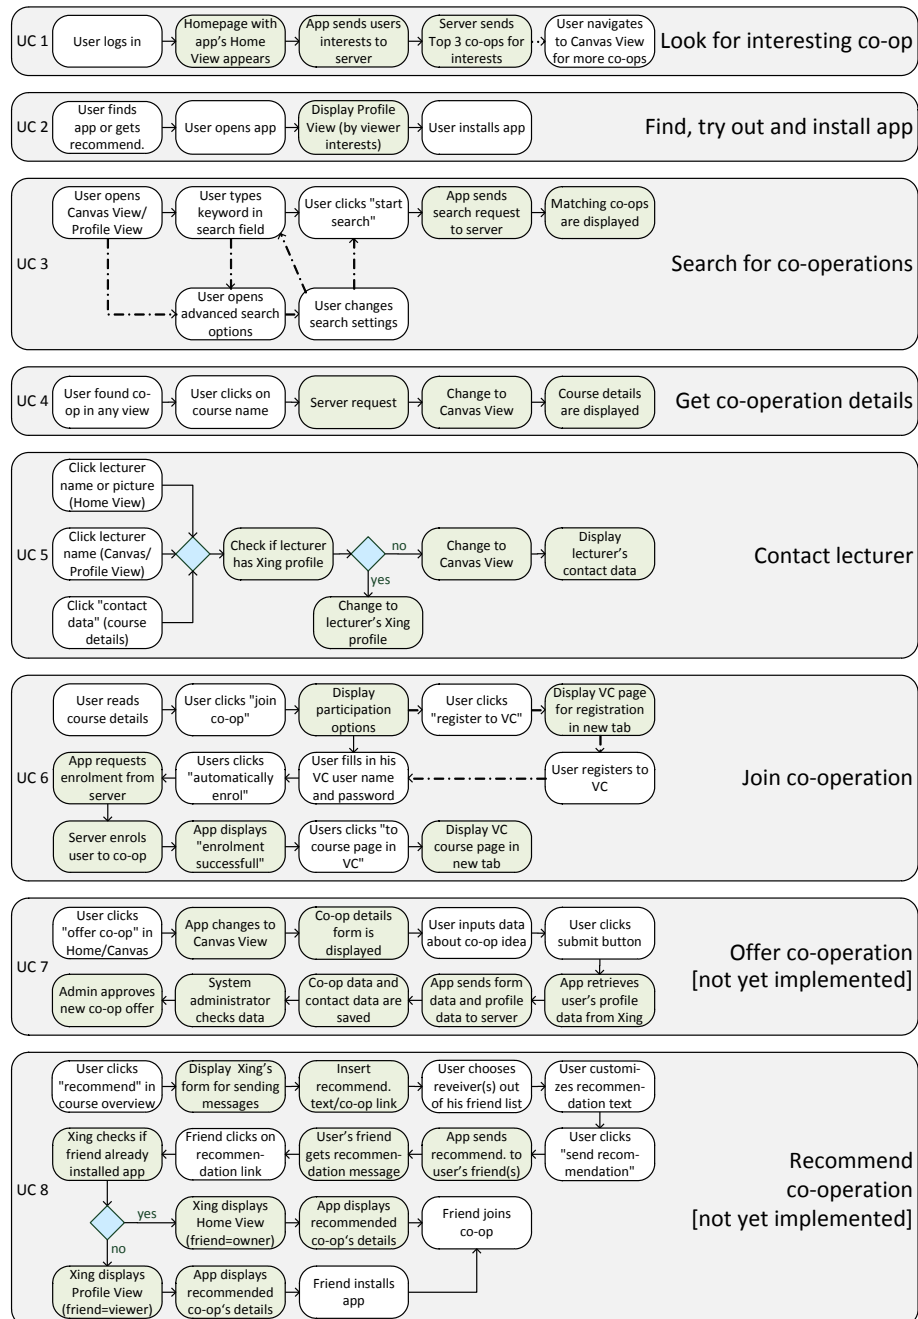 UC 1
User logs in
Homepage with
app's Home
View appears
App sends users
interests to
server
Server sends
Top 3 co-ops for
interests
User navigates
to Canvas View
for more co-ops
Look for interesting co-op
UC 2
User finds
app or gets
recommend.
User opens app
Display Profile
View (by viewer
interests)
User installs app
Find, try out and install app
UC 3
User opens
Canvas View/
Profile View
User types
keyword in
search field
User clicks "start
search"
App sends
search request
to server
Matching co-ops
are displayed
User opens
advanced search
options
User changes
search settings
Search for co-operations
UC 4
User found co-
op in any view
User clicks on
course name
Server request
Change to
Canvas View
Course details
are displayed
Get co-operation details
UC 5
Click lecturer
name or picture
(Home View)
Click lecturer
name (Canvas/
Profile View)
Click "contact
data" (course
details)
Check if lecturer
has Xing profile
no
yes
Change to
Canvas View
Display
lecturer's
contact data
Change to
lecturer's Xing
profile
Contact lecturer
UC 6
User reads
course details
User clicks "join
co-op"
Display
participation
options
User clicks
"register to VC"
Display VC page
for registration
in new tab
App requests
enrolment from
server
Users clicks
"automatically
enrol"
User fills in his
VC user name
and password
User registers to
VC
Server enrols
user to co-op
App displays
"enrolment
successfull"
Users clicks "to
course page in
VC"
Display VC
course page in
new tab
Join co-operation
UC 7
User clicks
"offer co-op" in
Home/Canvas
App changes to
Canvas View
Co-op details
form is
displayed
User inputs data
about co-op idea
User clicks
submit button
Admin approves
new co-op offer
System
administrator
checks data
Co-op data and
contact data are
saved
App sends form
data and profile
data to server
App retrieves
user's profile
data from Xing
Offer co-operation
[not yet implemented]
UC 8
User clicks
"recommend" in
course overview
Display Xing's
form for sending
messages
Insert
recommend.
text/co-op link
User chooses
reveiver(s) out
of his friend list
User customi-
zes recommen-
dation text
Xing checks if
friend already
installed app
Friend clicks on
recommen-
dation link
User's friend
gets recommen-
dation message
App sends
recommend. to
user's friend(s)
User clicks
"send recom-
mendation"
yes
no
Xing displays
Home View
(friend=owner)
App displays
recommended
co-op's details
Friend joins
co-op
Xing displays
Profile View
(friend=viewer)
App displays
recommended
co-op's details
Friend installs
app
Recommend
co-operation
[not yet implemented]